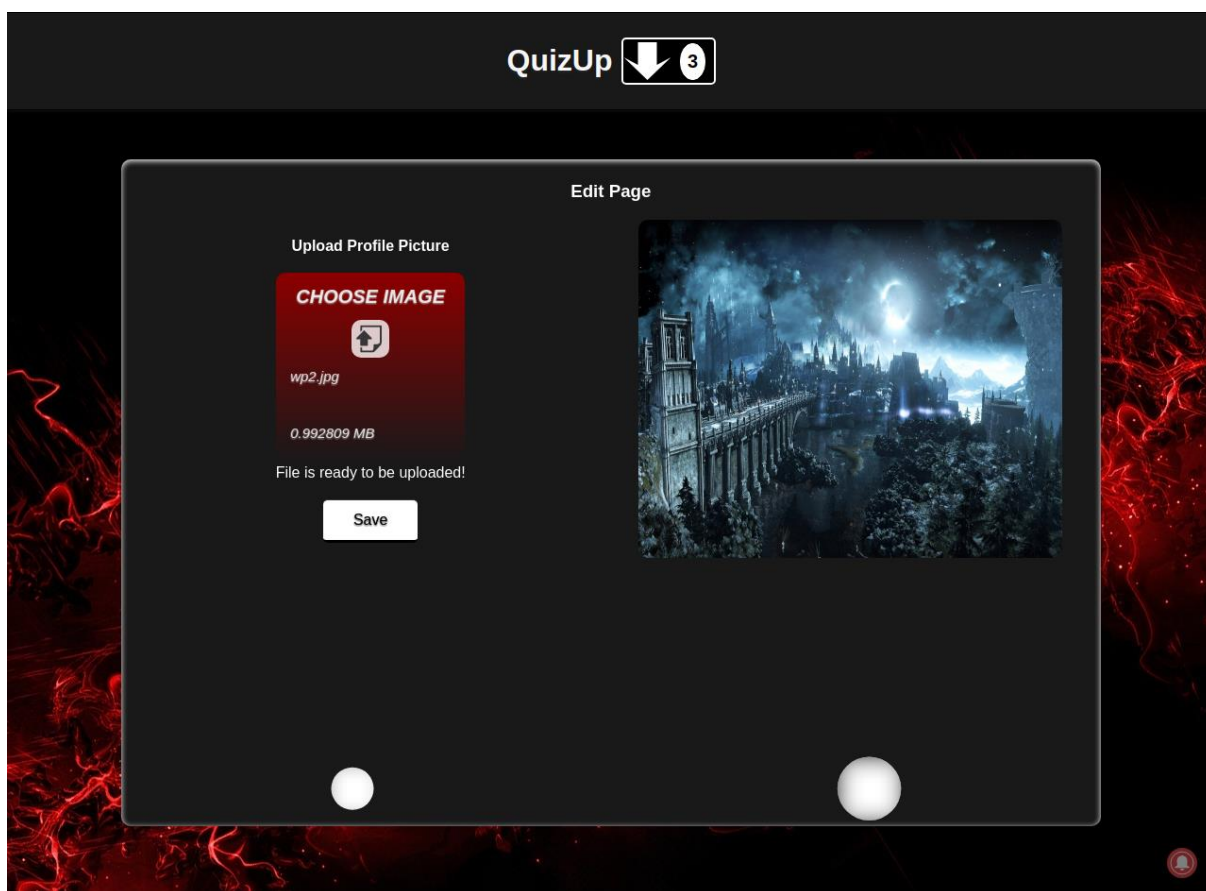 QuizUp 3
Edit Page
Upload Profile Picture
CHOOSE IMAGE
wp2.jpg
0.992809 MB
File is ready to be uploaded!
Save